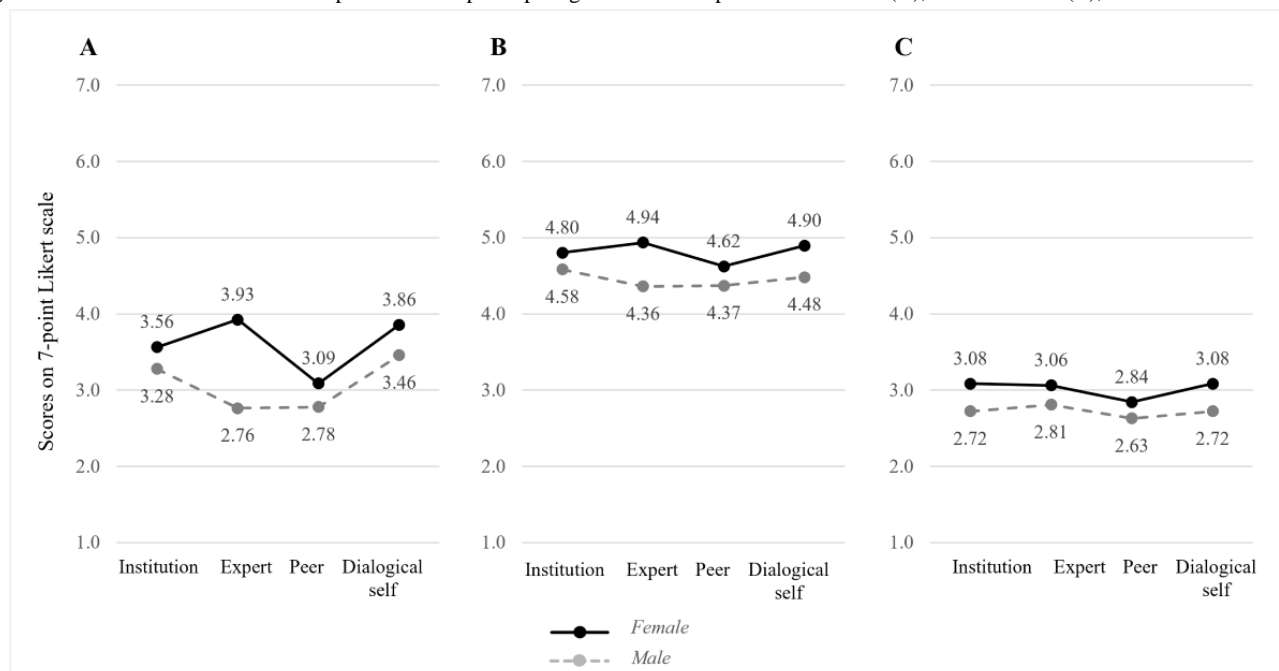 A
B
C
7.0
6.0
5.0
4.0
3.0
2.0
1.0
Scores on 7-point Likert scale
3.56
3.93
3.09
3.86
3.28
2.76
2.78
3.46
Institution
Expert
Peer
Dialogical
self
7.0
6.0
5.0
4.0
3.0
2.0
1.0
4.80
4.94
4.62
4.90
4.58
4.36
4.37
4.48
Institution
Expert
Peer
Dialogical
self
7.0
6.0
5.0
4.0
3.0
2.0
1.0
3.08
3.06
2.84
3.08
2.72
2.81
2.63
2.72
Institution
Expert
Peer
Dialogical
self
Female
Male